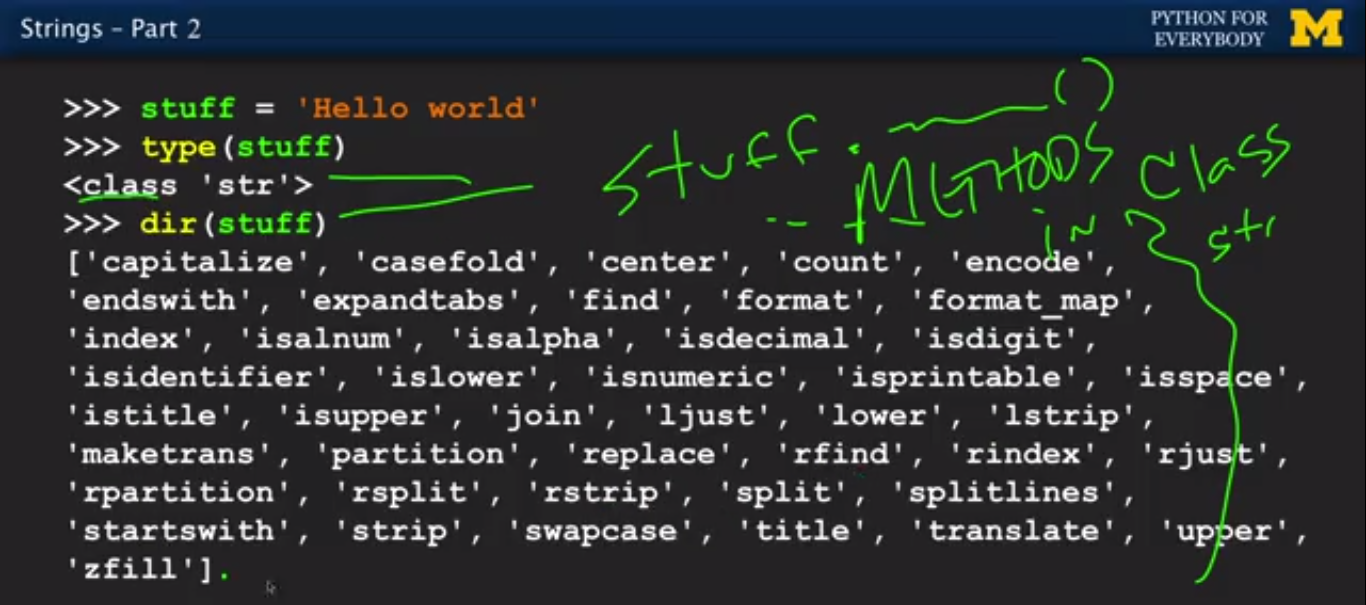 Strings – Part 2
PYTHON FOR
EVERYBODY
M
>>> stuff = 'Hello world'
>>> type(stuff)
<class 'str'>
>>> dir(stuff)
stuff. ()
METHODS
in
class
str
['capitalize', 'casefold', 'center', 'count', 'encode',
'endswith', 'expandtabs', 'find', 'format', 'format_map',
'index', 'isalnum', 'isalpha', 'isdecimal', 'isdigit',
'isidentifier', 'islower', 'isnumeric', 'isprintable', 'isspace',
'istitle', 'isupper', 'join', 'ljust', 'lower', 'lstrip',
'maketrans', 'partition', 'replace', 'rfind', 'rindex', 'rjust',
'rpartition', 'rsplit', 'rstrip', 'split', 'splitlines',
'startswith', 'strip', 'swapcase', 'title', 'translate', 'upper',
'zfill'].